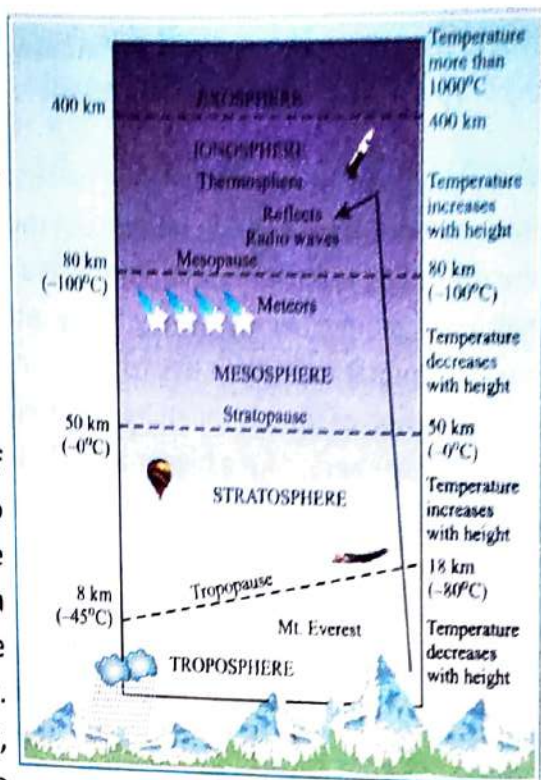 Temperature
more than
1000°C
400 km
EXOSPHERE
400 km
IONOSPHERE
Thermosphere
Reflects
Radio waves
Temperature
increases
with height
80 km
(-100°C)
Mesopause
80 km
(-100°C)
Meteors
Temperature
decreases
with height
MESOSPHERE
50 km
(-0°C)
Stratopause
50 km
(-0°C)
STRATOSPHERE
Temperature
increases
with height
8 km
(-45°C)
Tropopause
18 km
(-80°C)
Mt. Everest
TROPOSPHERE
Temperature
decreases
with height